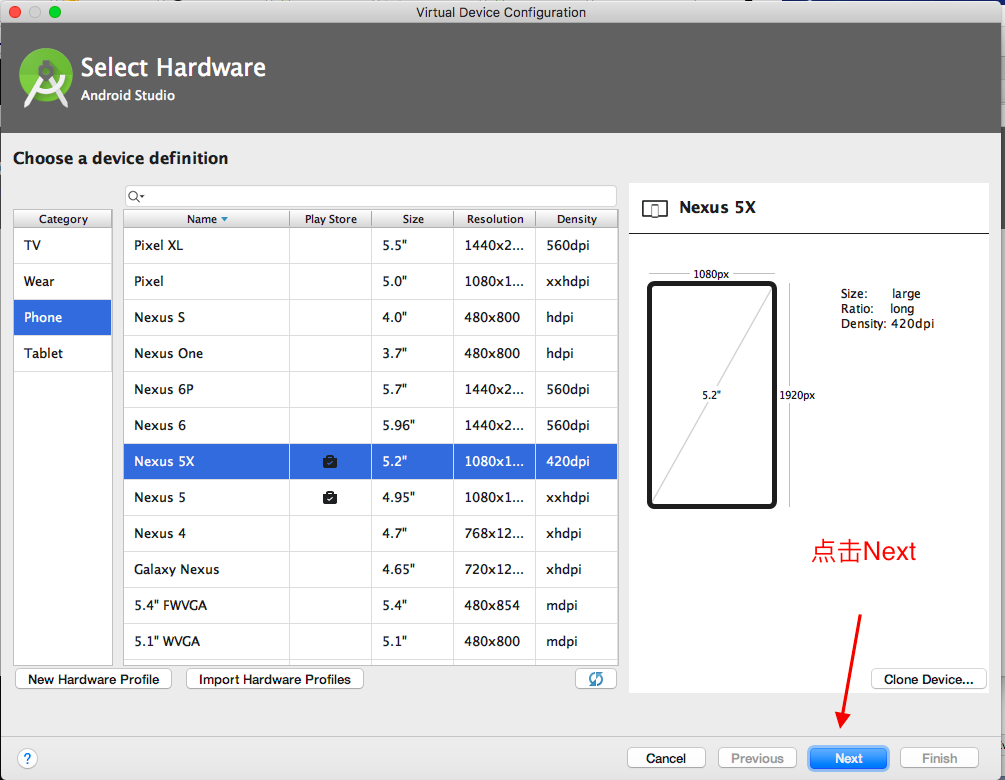 Virtual Device Configuration
Select Hardware
Android Studio
Choose a device definition
Category
TV
Wear
Phone
Tablet
Name Play Store Size Resolution Density
Pixel XL 5.5" 1440x2... 560dpi
Pixel 5.0" 1080x1... xxhdpi
Nexus S 4.0" 480x800 hdpi
Nexus One 3.7" 480x800 hdpi
Nexus 6P 5.7" 1440x2... 560dpi
Nexus 6 5.96" 1440x2... 560dpi
Nexus 5X 5.2" 1080x1... 420dpi
Nexus 5 4.95" 1080x1... xxhdpi
Nexus 4 4.7" 768x12... xhdpi
Galaxy Nexus 4.65" 720x12... xhdpi
5.4" FWVGA 5.4" 480x854 mdpi
5.1" WVGA 5.1" 480x800 mdpi
New Hardware Profile Import Hardware Profiles
Nexus 5X
1080px
5.2"
1920px
Size: large
Ratio: long
Density: 420dpi
点击Next
Clone Device...
? Cancel Previous Next Finish